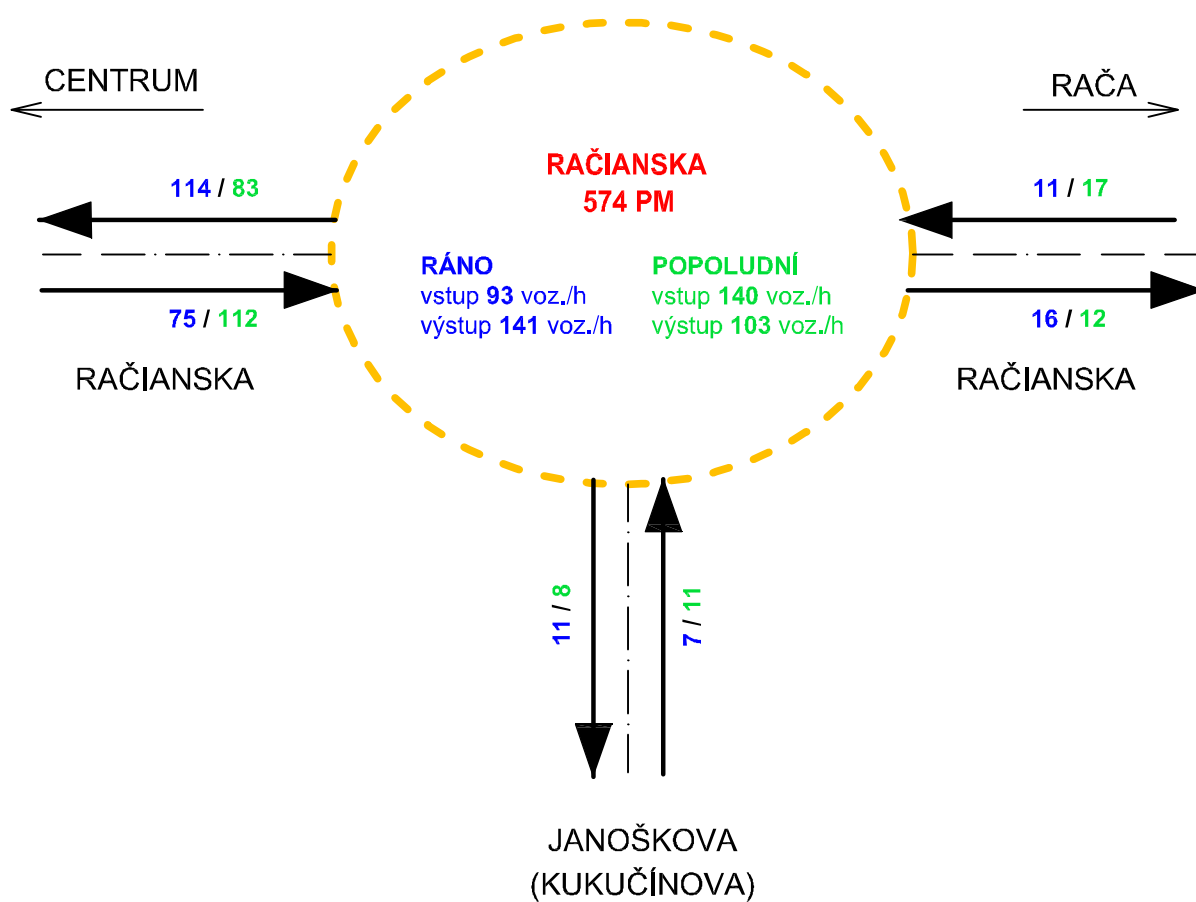 CENTRUM
RAČA
RAČIANSKA
574 PM
114 / 83
11 / 17
RÁNO
vstup 93 voz./h
výstup 141 voz./h
POPOLUDNÍ
vstup 140 voz./h
výstup 103 voz./h
75 / 112
16 / 12
RAČIANSKA
RAČIANSKA
11 / 8
7 / 11
JANOŠKOVA
(KUKUČÍNOVA)